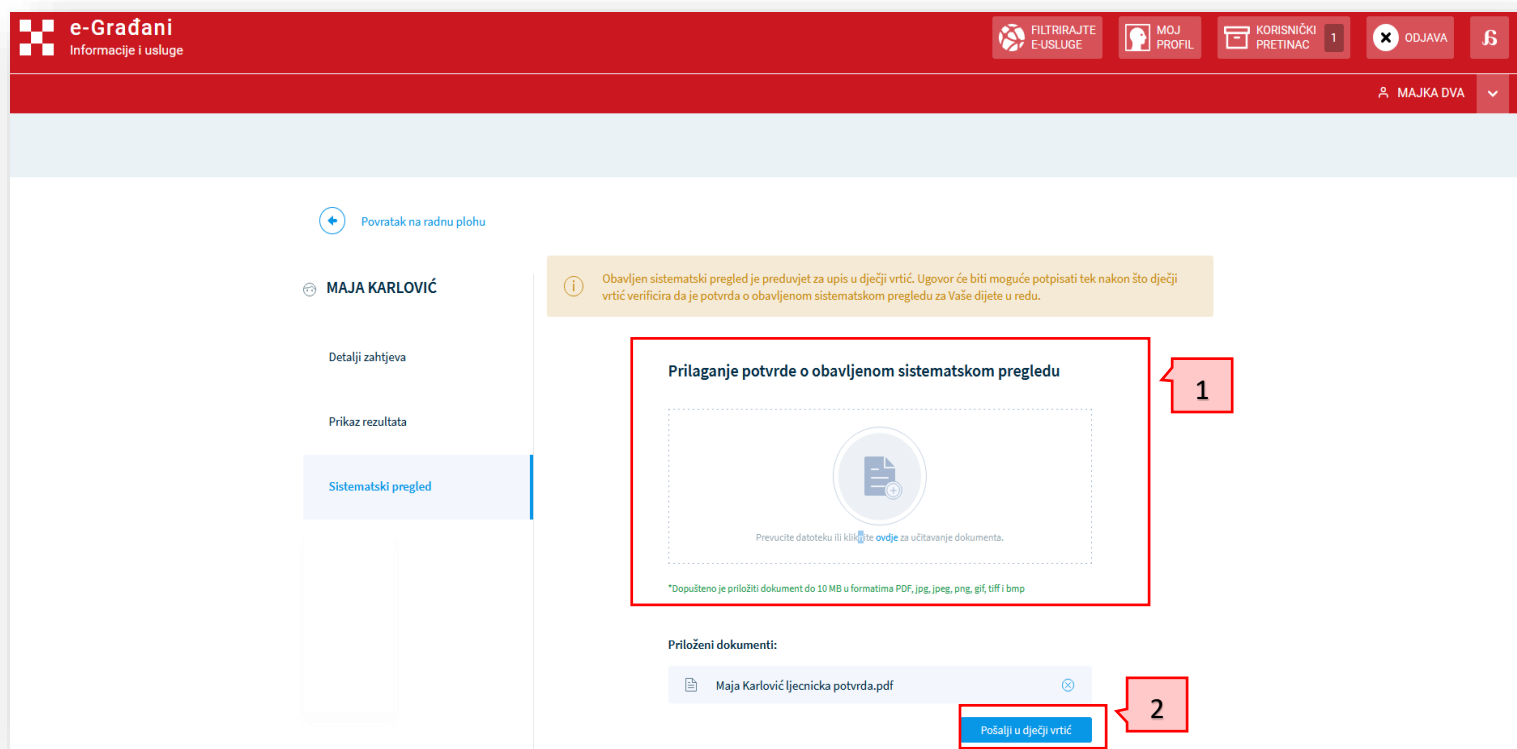 e-Građani
Informacije i usluge
FILTRIRAJTE
E-USLUGE
MOJ
PROFIL
KORISNIČKI
PRETINAC
1
ODJAVA
MAJKA DVA
Povratak na radnu plohu
MAJA KARLOVIĆ
Detalji zahtjeva
Prikaz rezultata
Sistematski pregled
Obavljen sistematski pregled je preduvjet za upis u dječji vrtić. Ugovor će biti moguće potpisati tek nakon što dječji
vrtić verificira da je potvrda o obavljenom sistematskom pregledu za Vaše dijete u redu.
Prilaganje potvrde o obavljenom sistematskom pregledu
1
Prevucite datoteku ili kliknite ovdje za učitavanje dokumenta.
*Dopušteno je priložiti dokument do 10 MB u formatima PDF, jpg, jpeg, png, gif, tiff i bmp
Priloženi dokumenti:
Maja Karlović ljecnicka potvrda.pdf
2
Pošalji u dječji vrtić